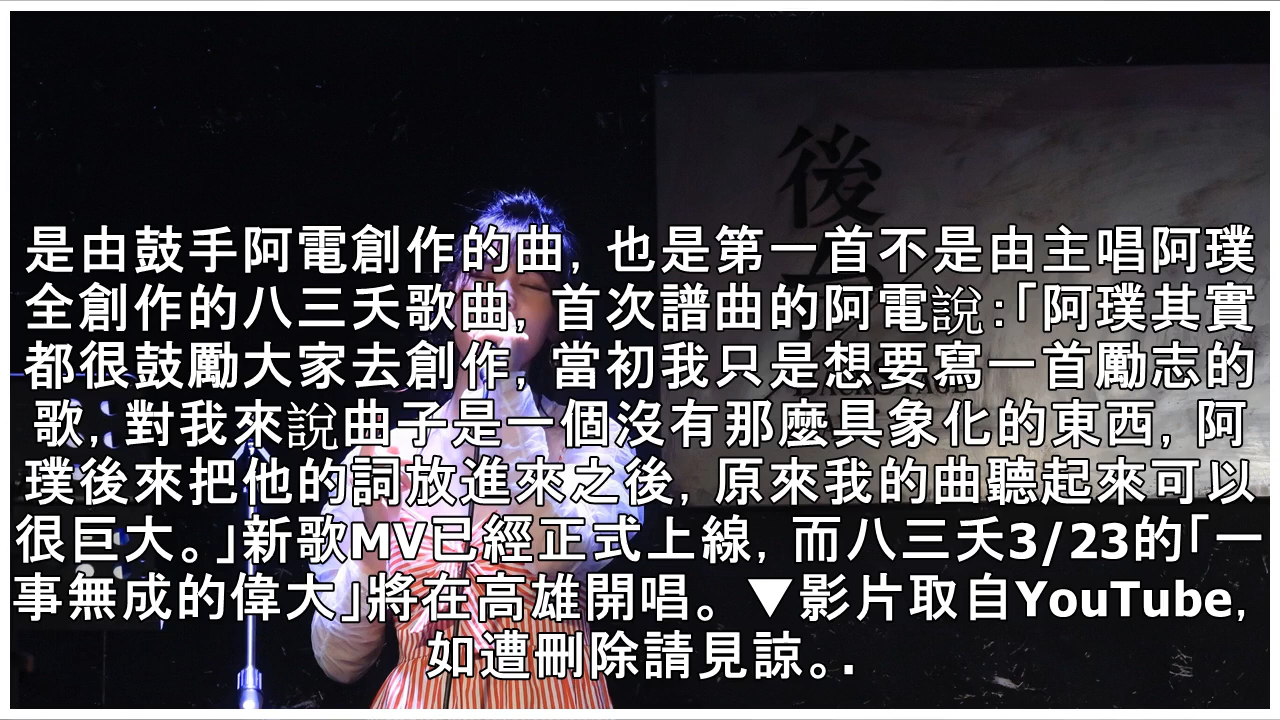 後
是由鼓手阿電創作的曲, 也是第一首不是由主唱阿璞
全創作的八三夭歌曲, 首次譜曲的阿電說:「阿璞其實
都很鼓勵大家去創作, 當初我只是想要寫一首勵志的
歌, 對我來說曲子是一個沒有那麼具象化的東西, 阿
璞後來把他的詞放進來之後, 原來我的曲聽起來可以
很巨大。」新歌MV已經正式上線, 而八三夭3/23的「一
事無成的偉大」將在高雄開唱。 ▼影片取自YouTube,
如遭刪除請見諒。.